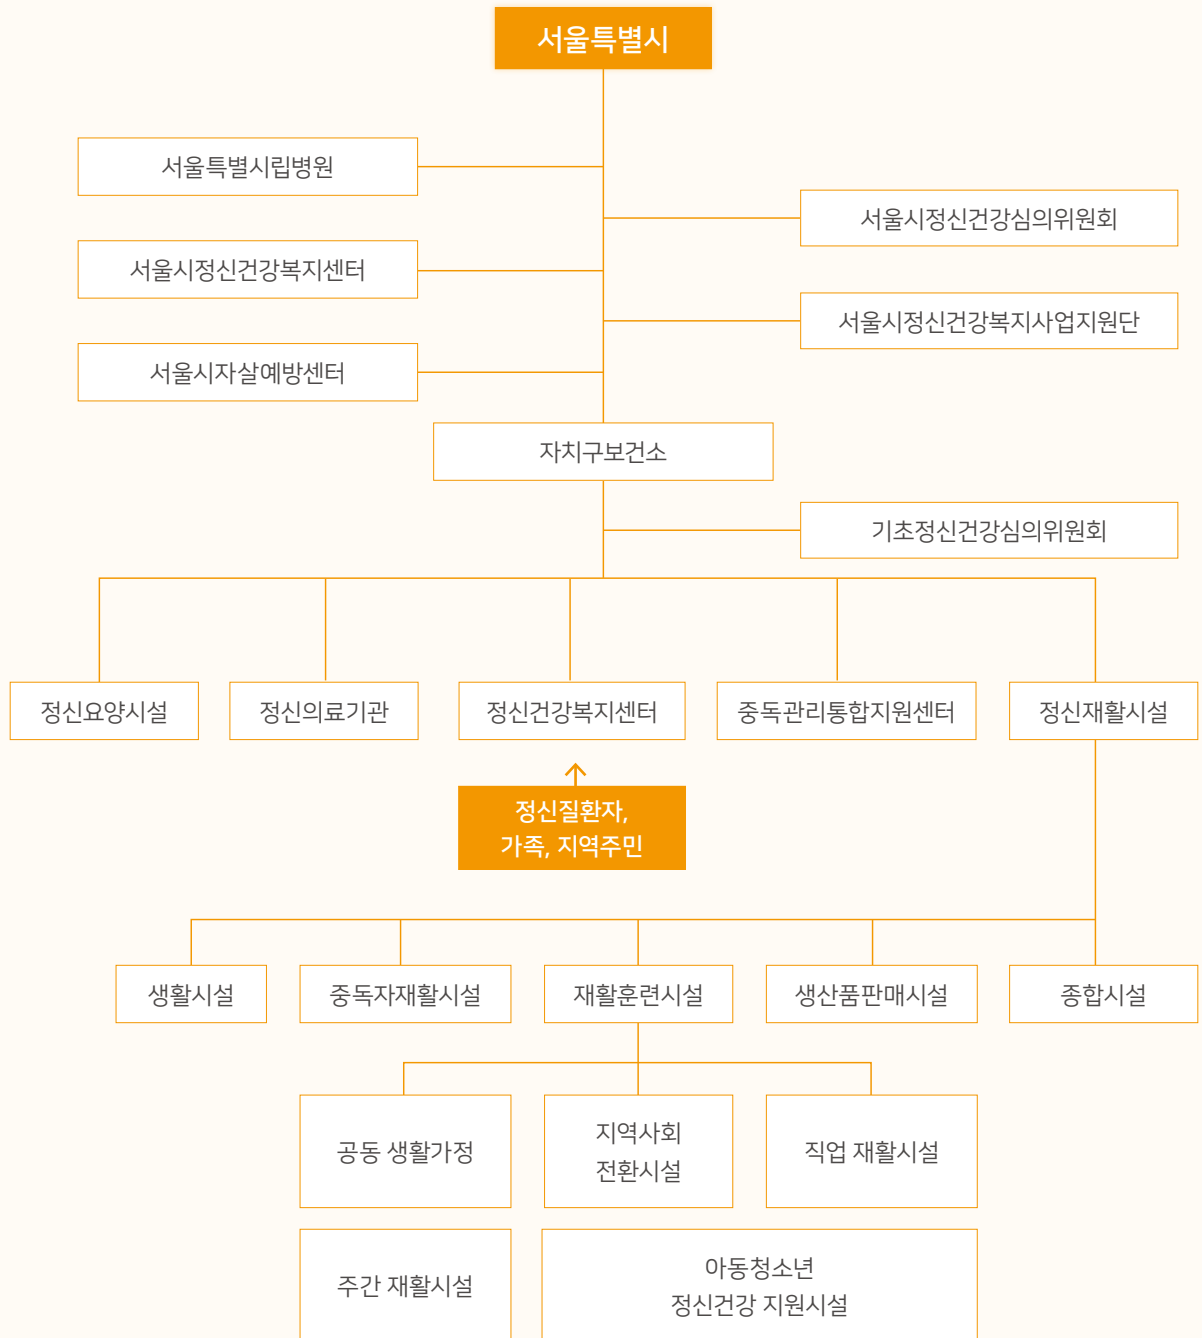 서울특별시
서울특별시립병원
서울시정신건강심의위원회
서울시정신건강복지센터
서울시정신건강복지사업지원단
서울시자살예방센터
자치구보건소
기초정신건강심의위원회
정신요양시설
정신의료기관
정신건강복지센터
중독관리통합지원센터
정신재활시설
정신질환자,
가족, 지역주민
생활시설
중독자재활시설
재활훈련시설
생산품판매시설
종합시설
공동 생활가정
지역사회
전환시설
직업 재활시설
주간 재활시설
아동청소년
정신건강 지원시설